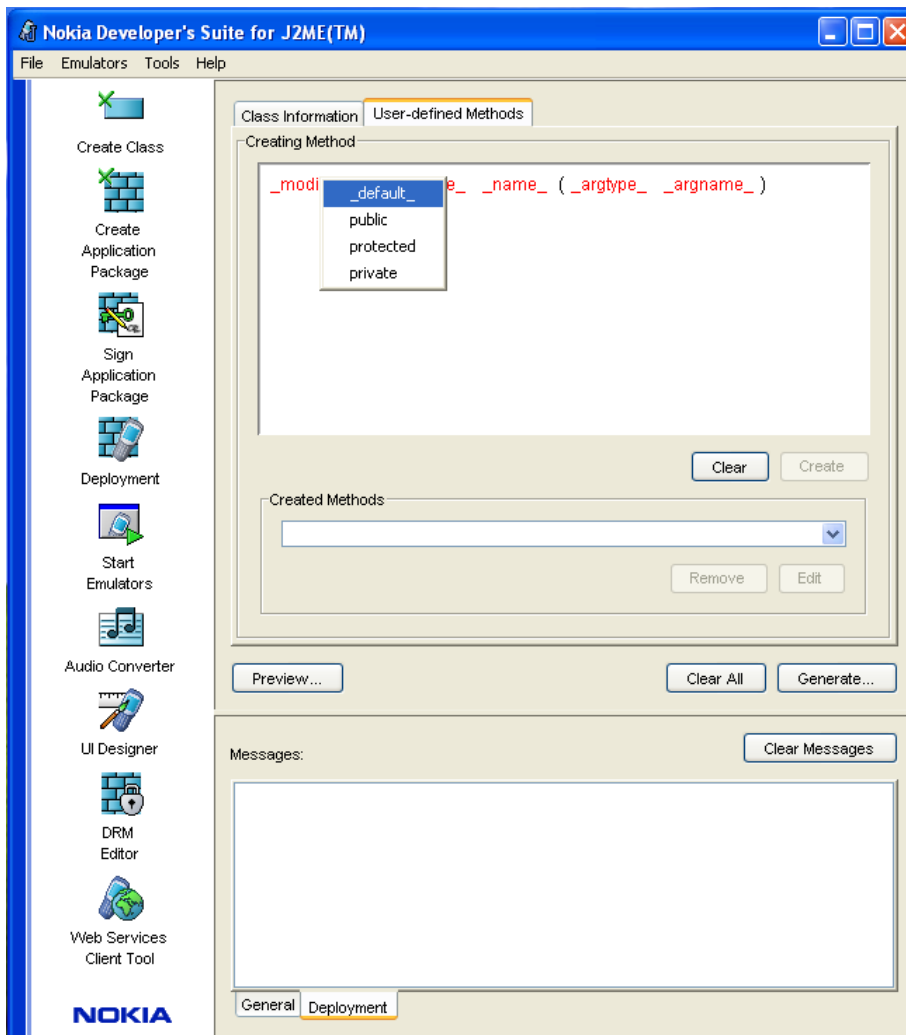 Nokia Developer's Suite for J2ME(TM)
File Emulators Tools Help
Create Class
Create
Application
Package
Sign
Application
Package
Deployment
Start
Emulators
Audio Converter
UI Designer
DRM
Editor
Web Services
Client Tool
NOKIA
Class Information User-defined Methods
Creating Method
_name_ ( _argtype_ _argname_ )
_default_
public
protected
private
Clear Create
Created Methods
Remove Edit
Preview... Clear All Generate...
Messages: Clear Messages
General Deployment